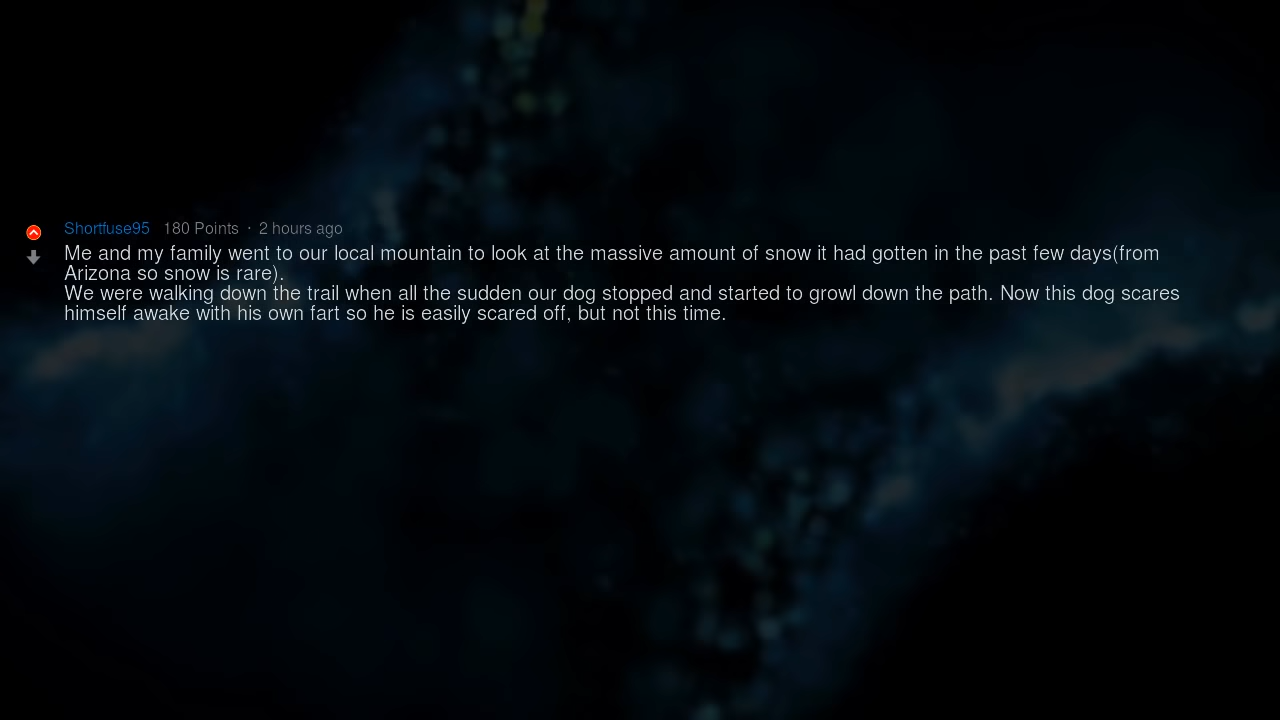 Shortfuse95 180 Points · 2 hours ago
Me and my family went to our local mountain to look at the massive amount of snow it had gotten in the past few days(from
Arizona so snow is rare).
We were walking down the trail when all the sudden our dog stopped and started to growl down the path. Now this dog scares
himself awake with his own fart so he is easily scared off, but not this time.